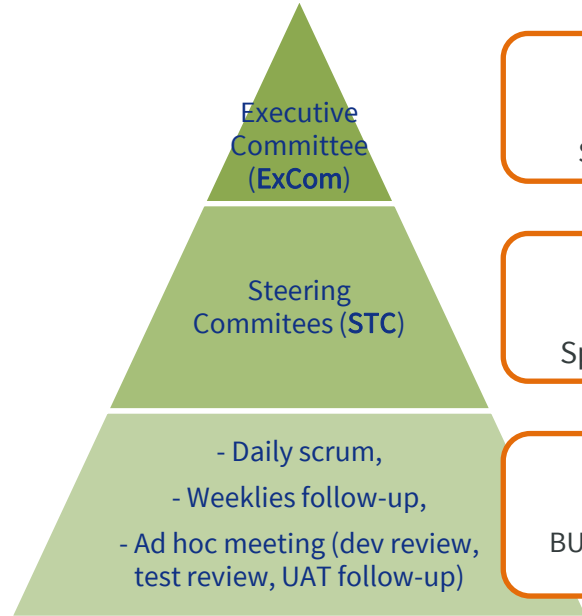 Executive
Committee
(ExCom)
Steering
Commitees (STC)
- Daily scrum,
- Weeklies follow-up,
- Ad hoc meeting (dev review,
test review, UAT follow-up)
BU